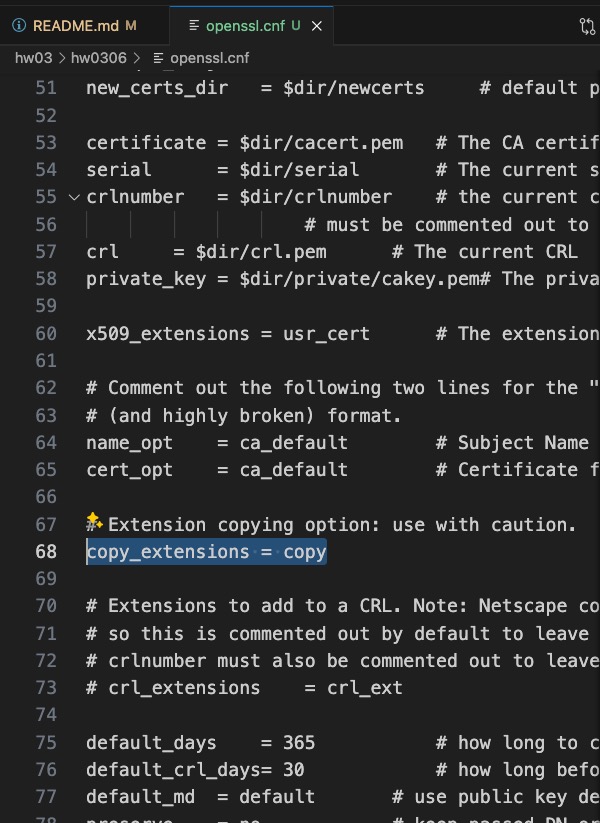 README.md M
openssl.cnf U
hw03 > hw0306 > openssl.cnf
51 new_certs_dir = $dir/newcerts # default p
52
53 certificate = $dir/cacert.pem # The CA certif
54 serial = $dir/serial # The current s
55 crlnumber = $dir/crlnumber # the current c
56 # must be commented out to
57 crl = $dir/crl.pem # The current CRL
58 private_key = $dir/private/cakey.pem# The priva
59
60 x509_extensions = usr_cert # The extension
61
62 # Comment out the following two lines for the "
63 # (and highly broken) format.
64 name_opt = ca_default # Subject Name
65 cert_opt = ca_default # Certificate f
66
67 # Extension copying option: use with caution.
68 copy_extensions = copy
69
70 # Extensions to add to a CRL. Note: Netscape co
71 # so this is commented out by default to leave
72 # crlnumber must also be commented out to leave
73 # crl_extensions = crl_ext
74
75 default_days = 365 # how long to c
76 default_crl_days= 30 # how long befo
77 default_md = default # use public key de
78 preserve = no # keep passed DN or